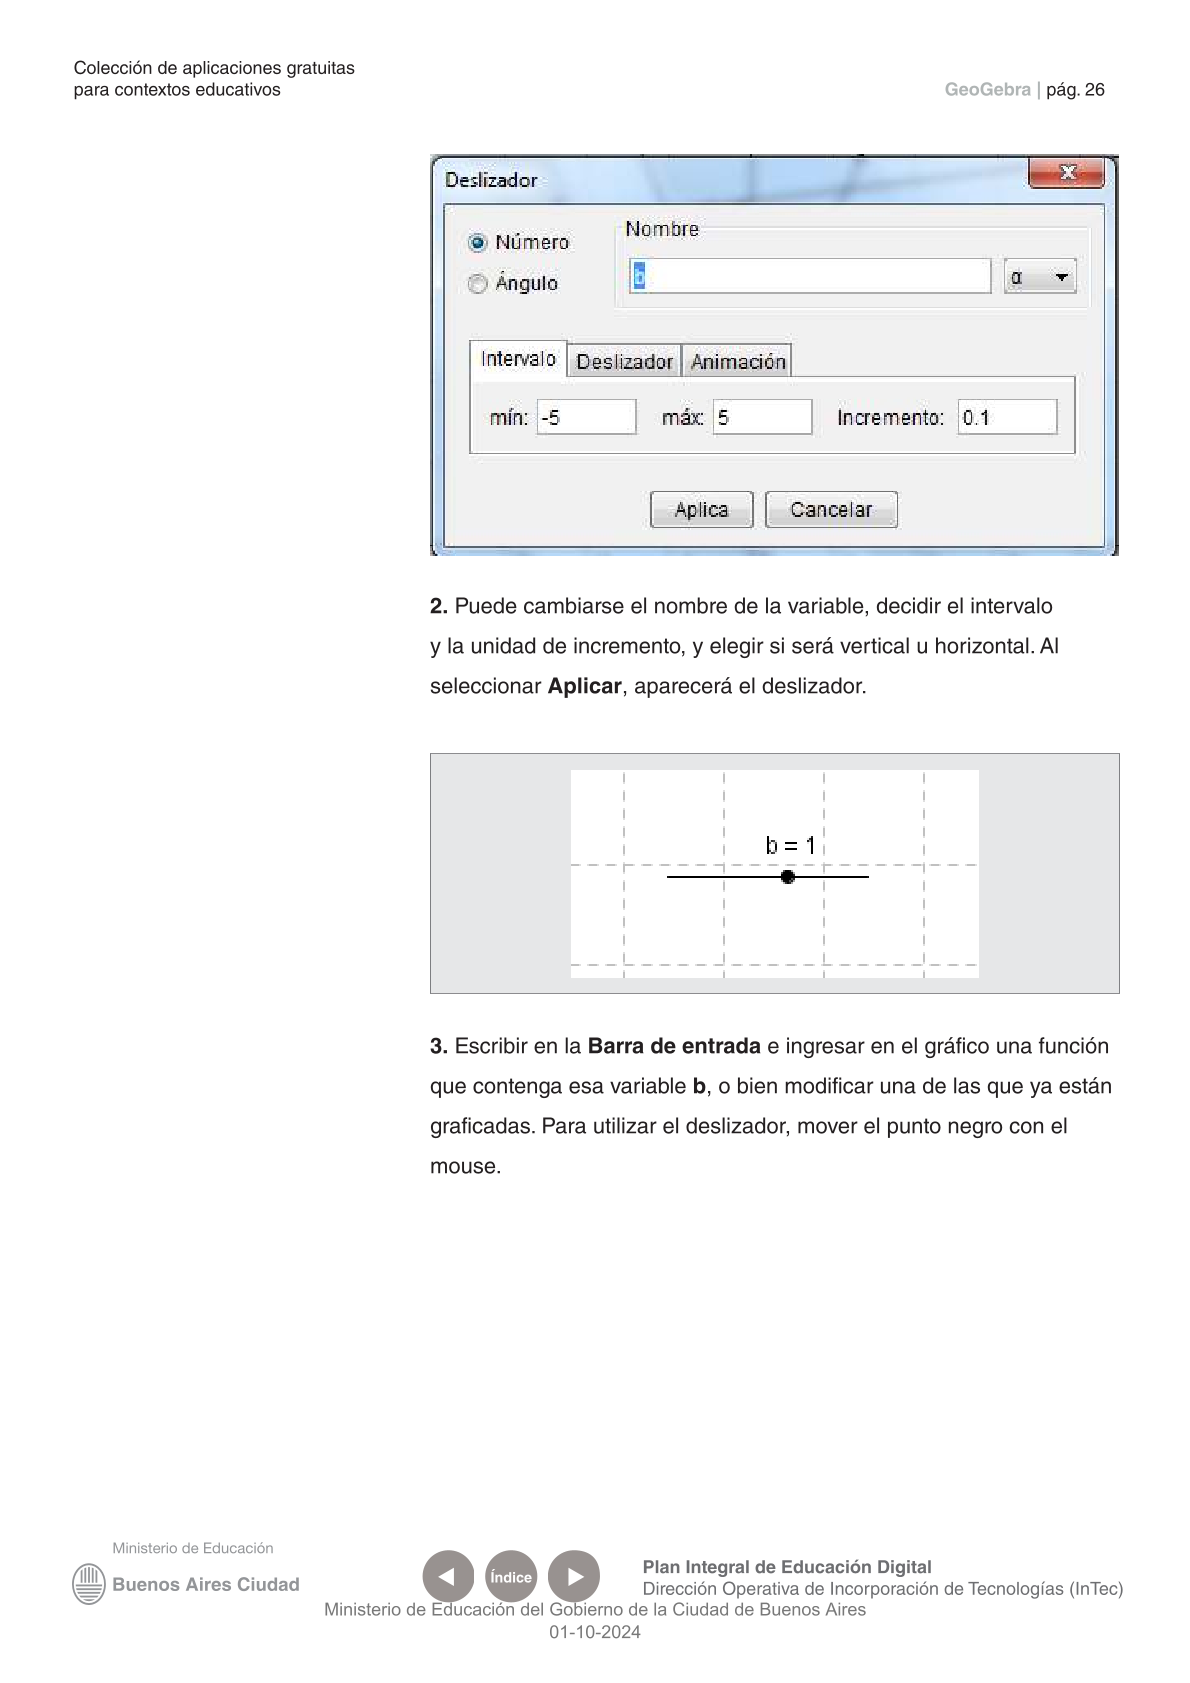 Colección de aplicaciones gratuitas
para contextos educativos
GeoGebra | pág. 26
Deslizador
Número
Ángulo
Nombre
b
α
Intervalo Deslizador Animación
mín: -5 máx: 5 Incremento: 0.1
Aplica Cancelar
2. Puede cambiarse el nombre de la variable, decidir el intervalo
y la unidad de incremento, y elegir si será vertical u horizontal. Al
seleccionar Aplicar, aparecerá el deslizador.
b = 1
3. Escribir en la Barra de entrada e ingresar en el gráfico una función
que contenga esa variable b, o bien modificar una de las que ya están
graficadas. Para utilizar el deslizador, mover el punto negro con el
mouse.
Ministerio de Educación
Buenos Aires Ciudad
Índice
Plan Integral de Educación Digital
Dirección Operativa de Incorporación de Tecnologías (InTec)
Ministerio de Educación del Gobierno de la Ciudad de Buenos Aires
01-10-2024